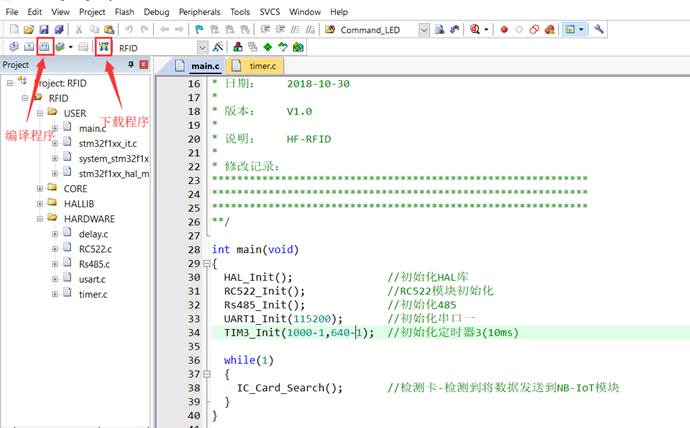 File Edit View Project Flash Debug Peripherals Tools SVCS Window Help
Command_LED
RFID
Project
main.c timer.c
Project: RFID
RFID
USER
main.c
stm32f1xx_it.c
system_stm32f1x
stm32f1xx_hal_m
CORE
HALLIB
HARDWARE
delay.c
RC522.c
Rs485.c
usart.c
timer.c
编译程序
下载程序
16 * 日期: 2018-10-30
17 *
18 * 版本: V1.0
19 *
20 * 说明: HF-RFID
21 *
22 * 修改记录:
23 ************************************************************
24 ************************************************************
25 ************************************************************
26 **/
27
28 int main(void)
29 {
30 HAL_Init(); //初始化HAL库
31 RC522_Init(); //RC522模块初始化
32 Rs485_Init(); //初始化485
33 UART1_Init(115200); //初始化串口一
34 TIM3_Init(1000-1,640-1); //初始化定时器3(10ms)
35
36 while(1)
37 {
38 IC_Card_Search(); //检测卡-检测到将数据发送到NB-IoT模块
39 }
40 }
41